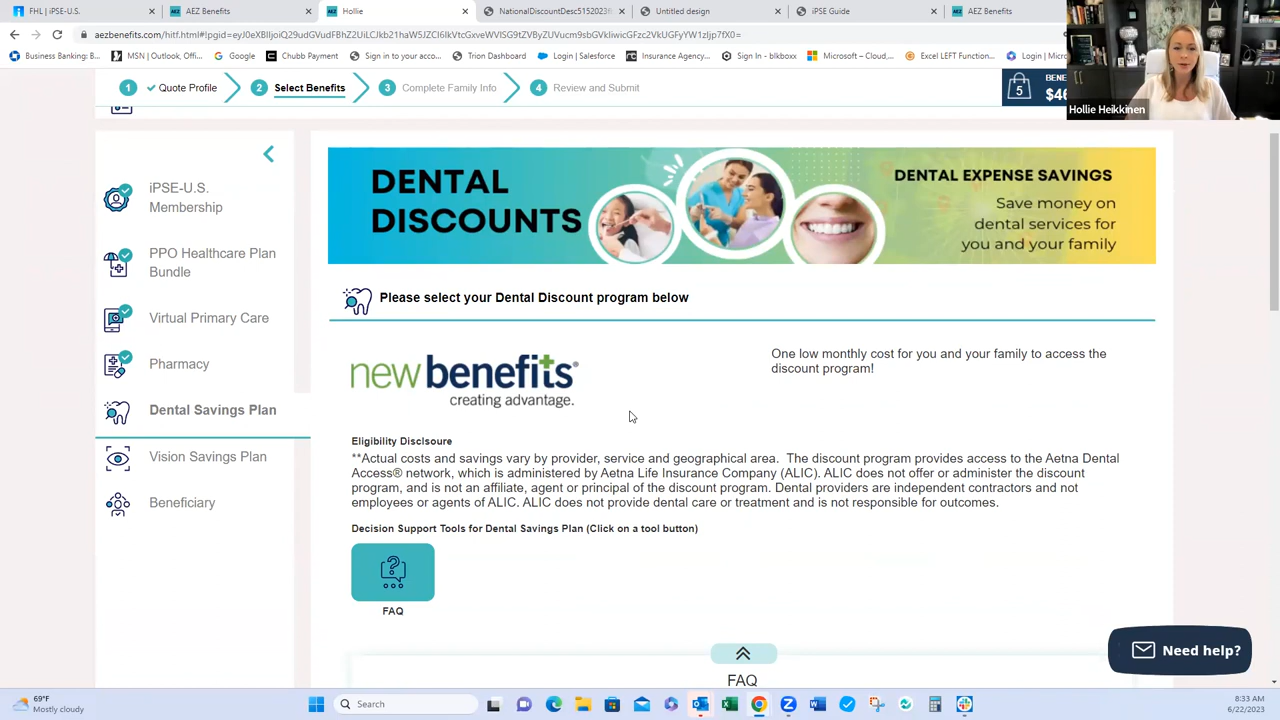 FHL | iPSE-U.S.
AEZ Benefits
Hollie
NationalDiscountDesc5152023
Untitled design
iPSE Guide
AEZ Benefits
Business Banking: B
MSN | Outlook, Offi...
Google
Chubb Payment
Sign in to your acco...
Trion Dashboard
Login | Salesforce
Insurance Agency...
Sign In - blkboxx
Microsoft – Cloud,...
Excel LEFT Function...
Login | Micr
1 Quote Profile
2 Select Benefits
3 Complete Family Info
4 Review and Submit
5
BENE
Hollie Heikkinen
iPSE-U.S.
Membership
PPO Healthcare Plan
Bundle
Virtual Primary Care
Pharmacy
Dental Savings Plan
Vision Savings Plan
Beneficiary
DENTAL
DISCOUNTS
DENTAL EXPENSE SAVINGS
Save money on
dental services for
you and your family
Please select your Dental Discount program below
newbenefits®
creating advantage.
One low monthly cost for you and your family to access the
discount program!
Eligibility Disclsoure
**Actual costs and savings vary by provider, service and geographical area. The discount program provides access to the Aetna Dental
Access® network, which is administered by Aetna Life Insurance Company (ALIC). ALIC does not offer or administer the discount
program, and is not an affiliate, agent or principal of the discount program. Dental providers are independent contractors and not
employees or agents of ALIC. ALIC does not provide dental care or treatment and is not responsible for outcomes.
Decision Support Tools for Dental Savings Plan (Click on a tool button)
FAQ
FAQ
Need help?
69°F
Mostly cloudy
Search
8:33 AM
6/22/2023